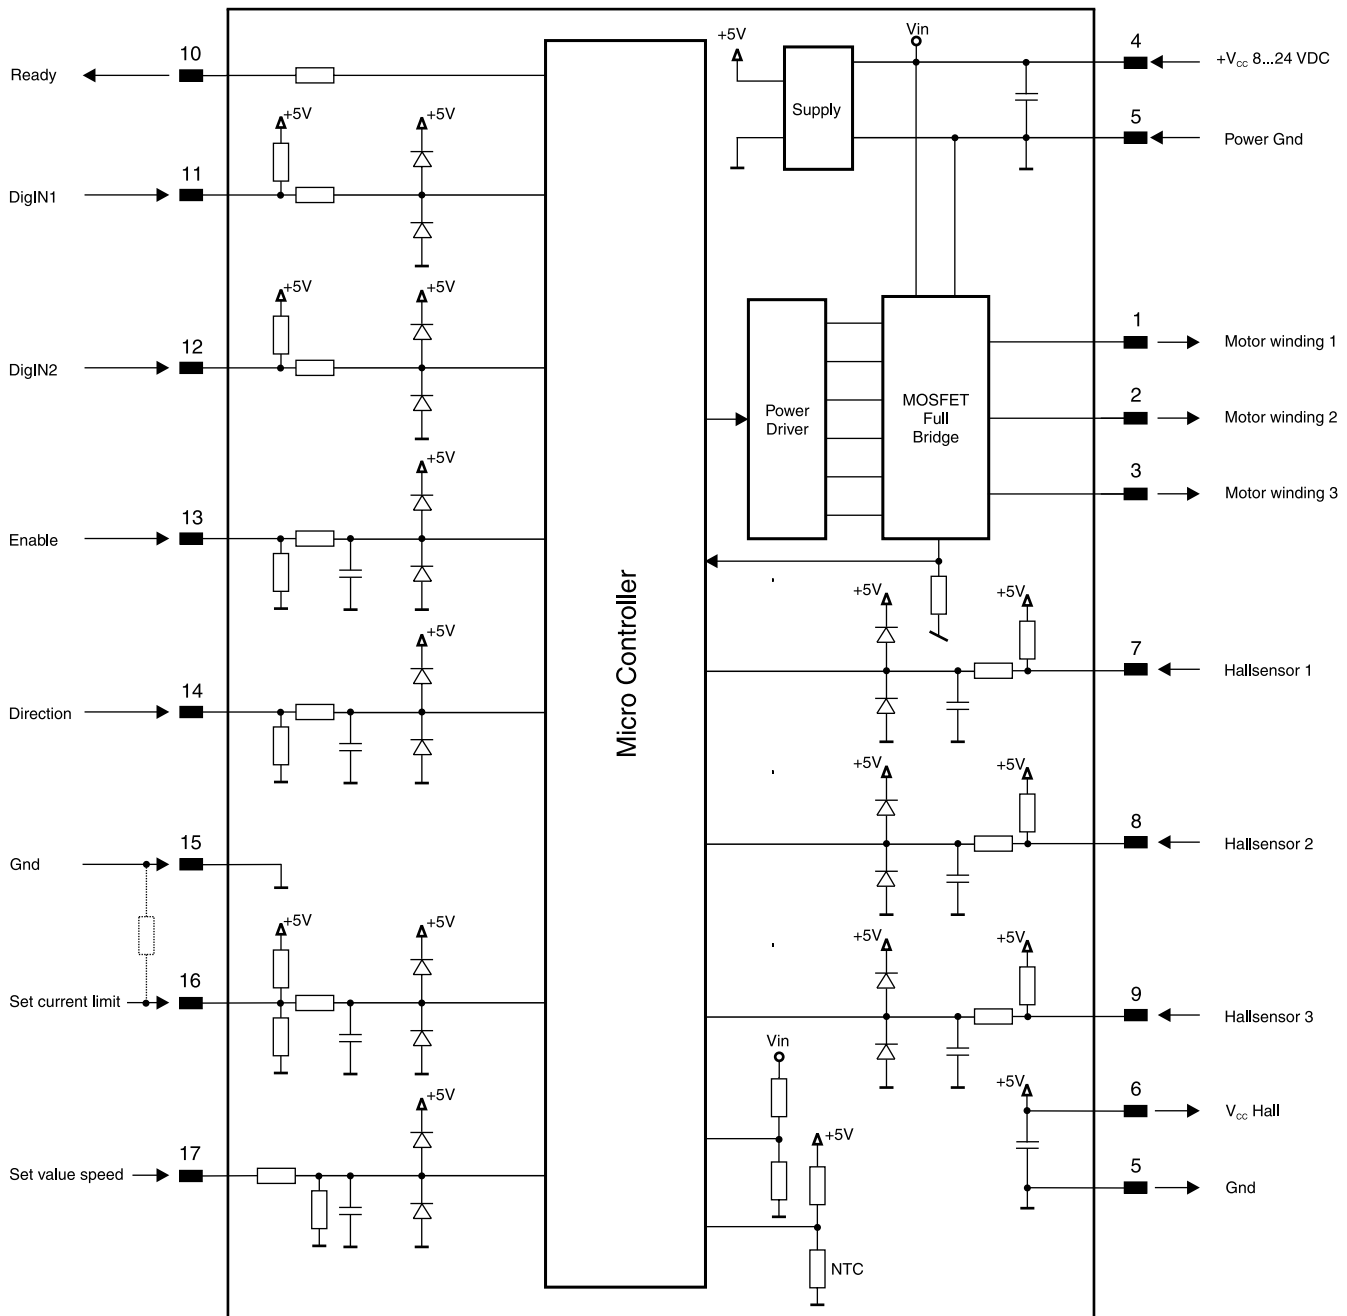 Ready
10
DigIN1
11
+5V
+5V
DigIN2
12
+5V
+5V
Enable
13
+5V
Direction
14
+5V
Gnd
15
Set current limit
16
+5V
+5V
Set value speed
17
+5V
Micro Controller
+5V
Supply
Vin
4
+Vcc 8...24 VDC
5
Power Gnd
Power
Driver
MOSFET
Full
Bridge
1
Motor winding 1
2
Motor winding 2
3
Motor winding 3
+5V
+5V
7
Hallsensor 1
+5V
+5V
8
Hallsensor 2
+5V
+5V
9
Hallsensor 3
Vin
+5V
NTC
+5V
6
Vcc Hall
5
Gnd